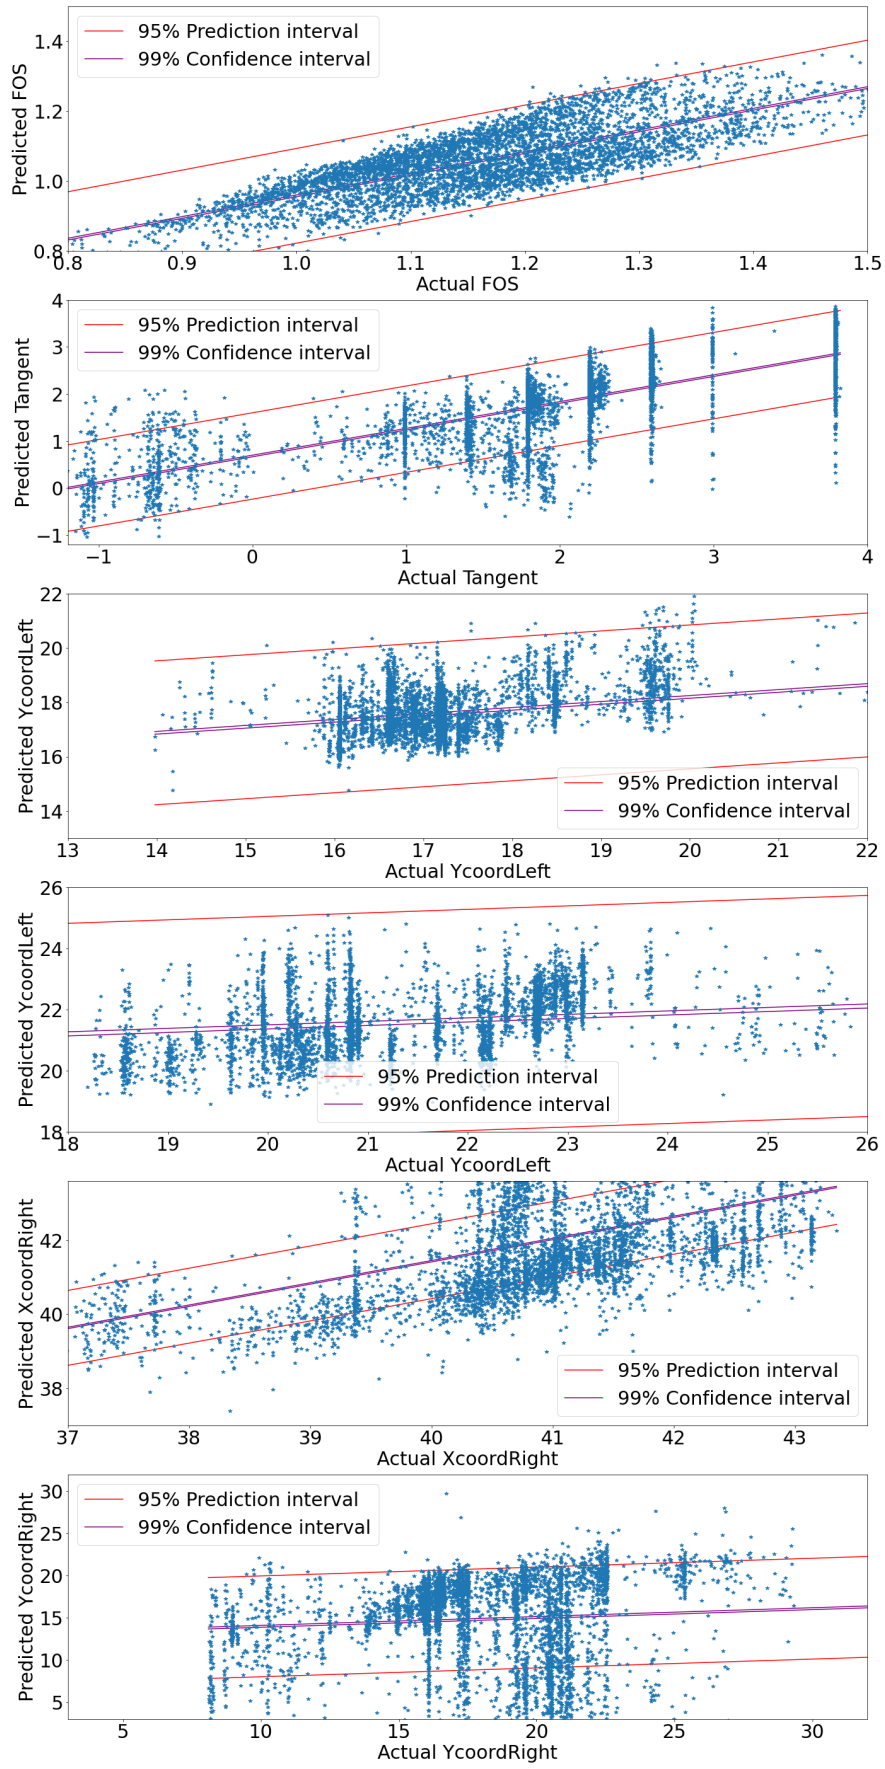 95% Prediction interval
99% Confidence interval
Predicted FOS
1.4
1.2
1.0
0.8
0.8 0.9 1.0 1.1 1.2 1.3 1.4 1.5
Actual FOS
95% Prediction interval
99% Confidence interval
Predicted Tangent
4
3
2
1
0
−1
−1 0 1 2 3 4
Actual Tangent
Predicted YcoordLeft
22
20
18
16
14
95% Prediction interval
99% Confidence interval
13 14 15 16 17 18 19 20 21 22
Actual YcoordLeft
Predicted YcoordLeft
26
24
22
20
18
95% Prediction interval
99% Confidence interval
18 19 20 21 22 23 24 25 26
Actual YcoordLeft
Predicted XcoordRight
42
40
38
95% Prediction interval
99% Confidence interval
37 38 39 40 41 42 43
Actual XcoordRight
95% Prediction interval
99% Confidence interval
Predicted YcoordRight
30
25
20
15
10
5
5 10 15 20 25 30
Actual YcoordRight